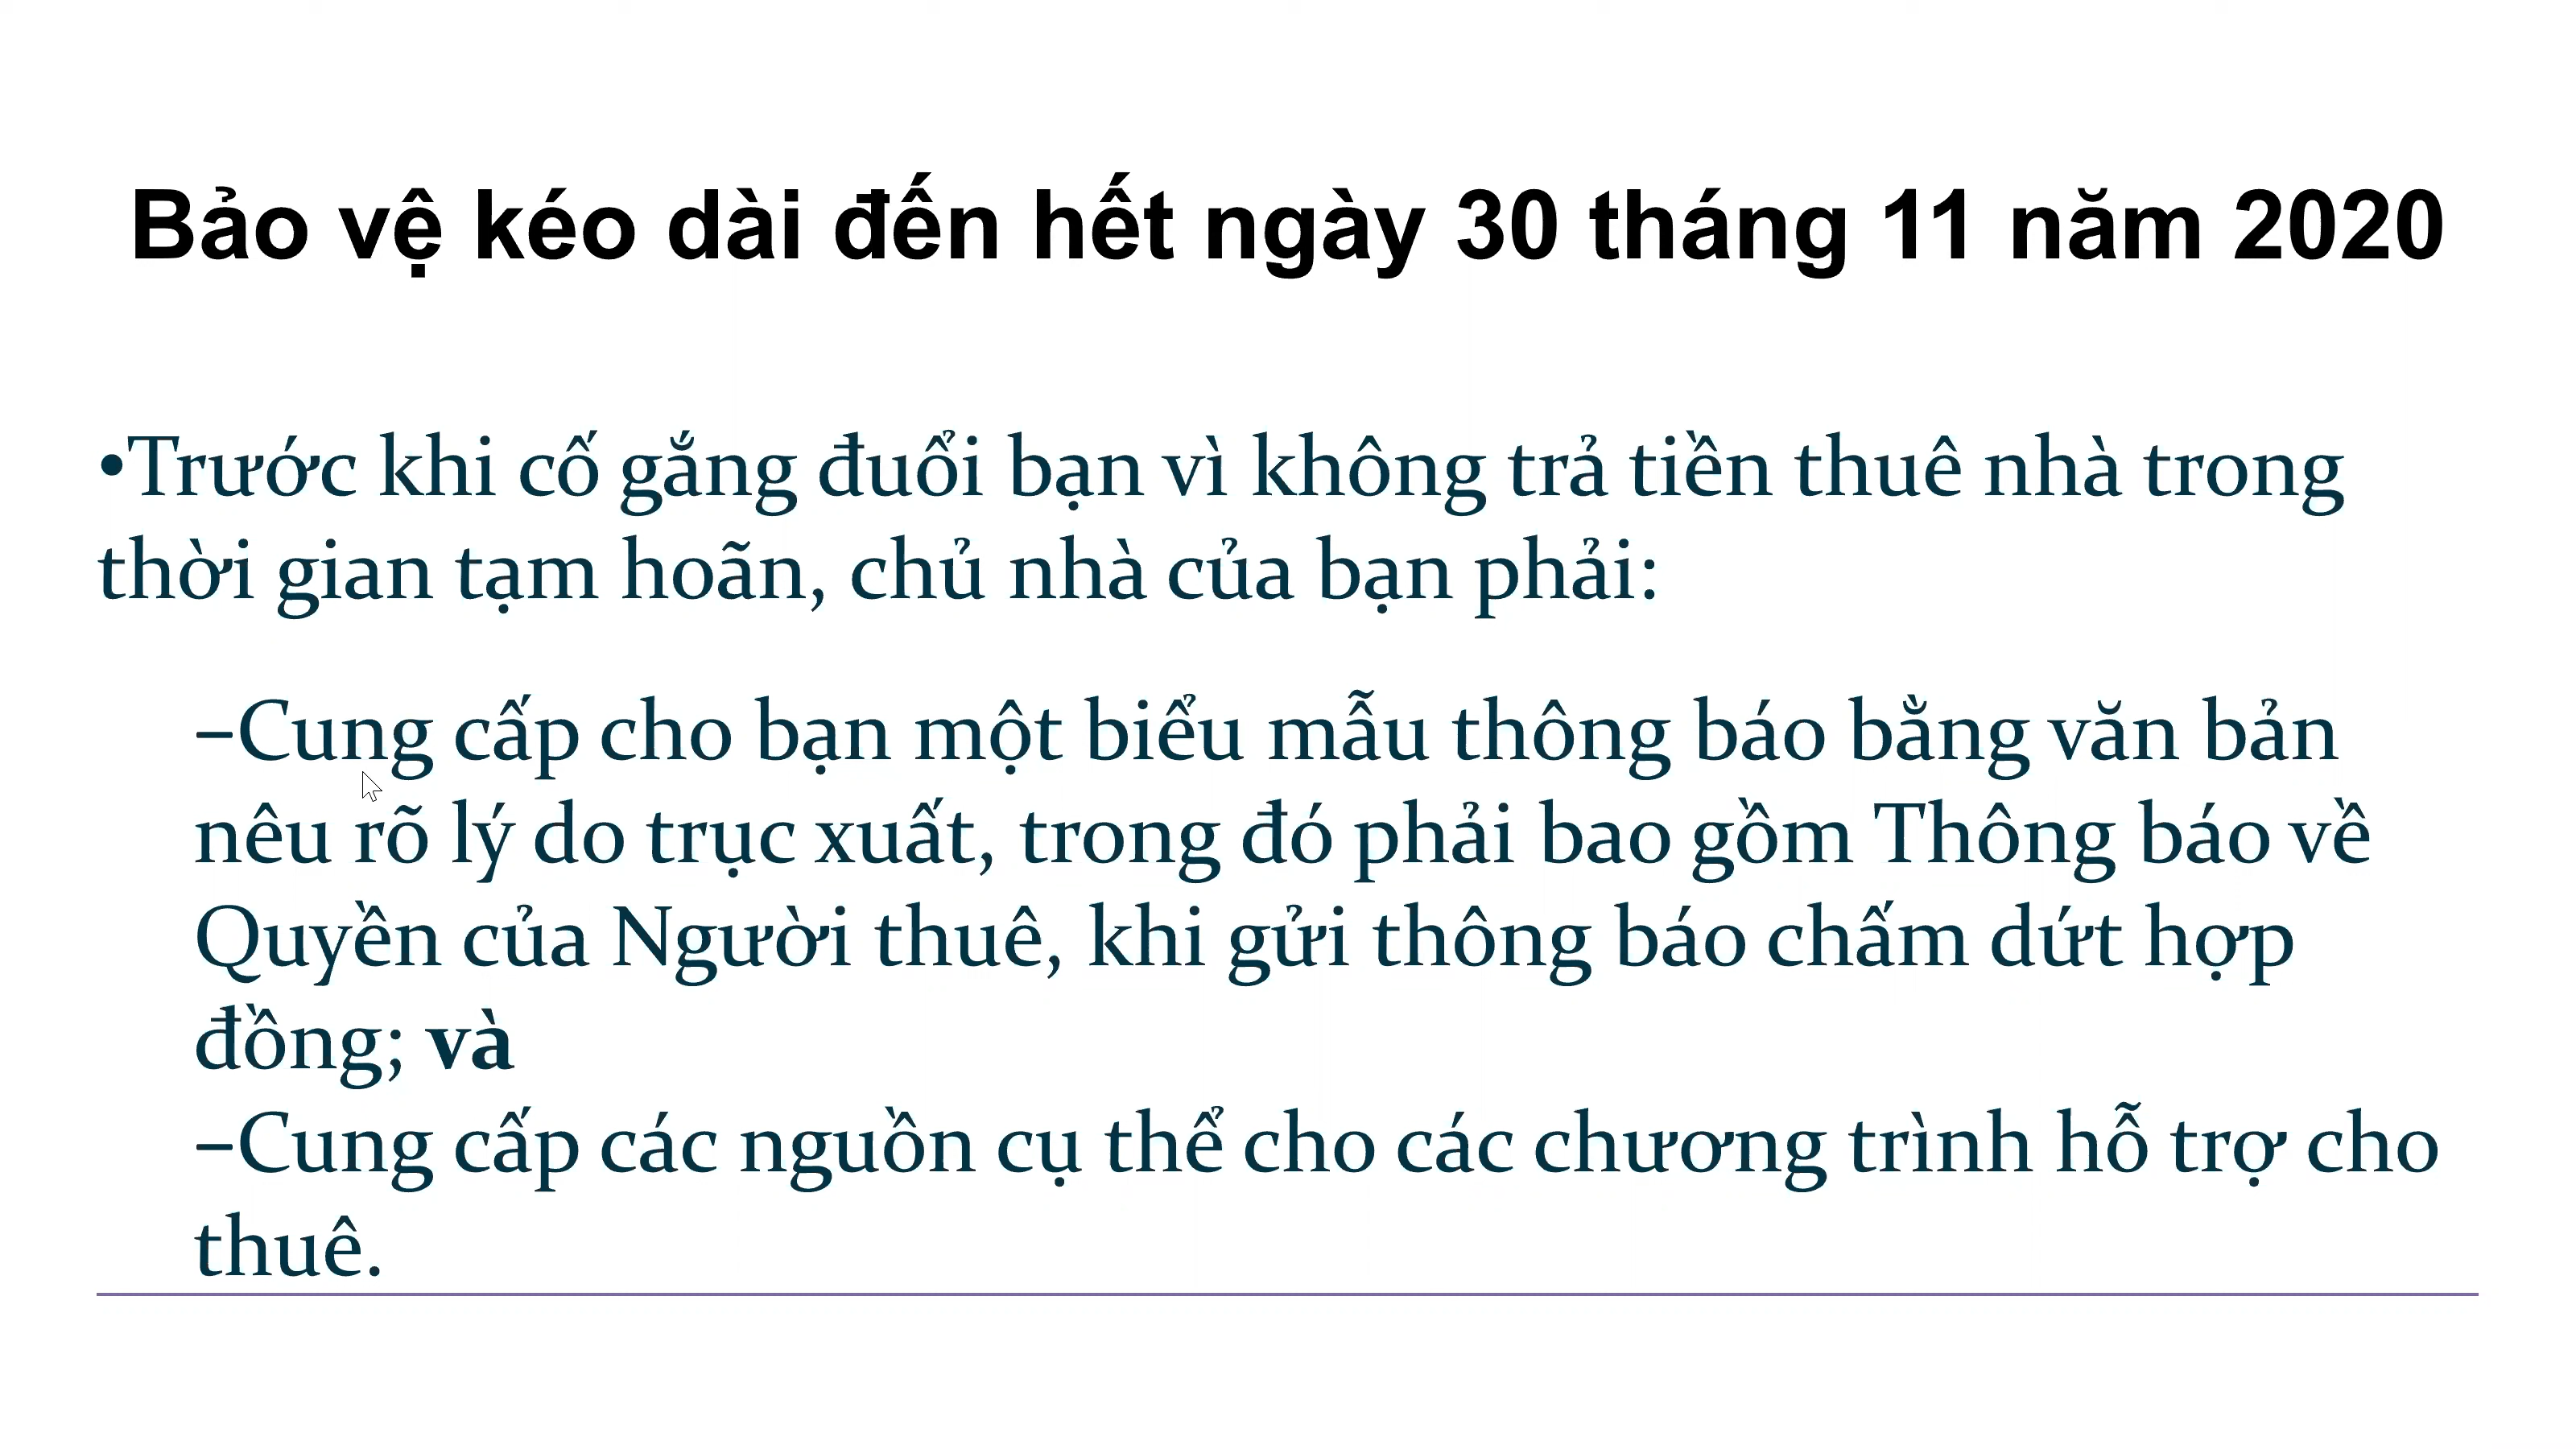 Bảo vệ kéo dài đến hết ngày 30 tháng 11 năm 2020
•Trước khi cố gắng đuổi bạn vì không trả tiền thuê nhà trong
thời gian tạm hoãn, chủ nhà của bạn phải:
–Cung cấp cho bạn một biểu mẫu thông báo bằng văn bản
nêu rõ lý do trục xuất, trong đó phải bao gồm Thông báo về
Quyền của Người thuê, khi gửi thông báo chấm dứt hợp
đồng; và
–Cung cấp các nguồn cụ thể cho các chương trình hỗ trợ cho
thuê.